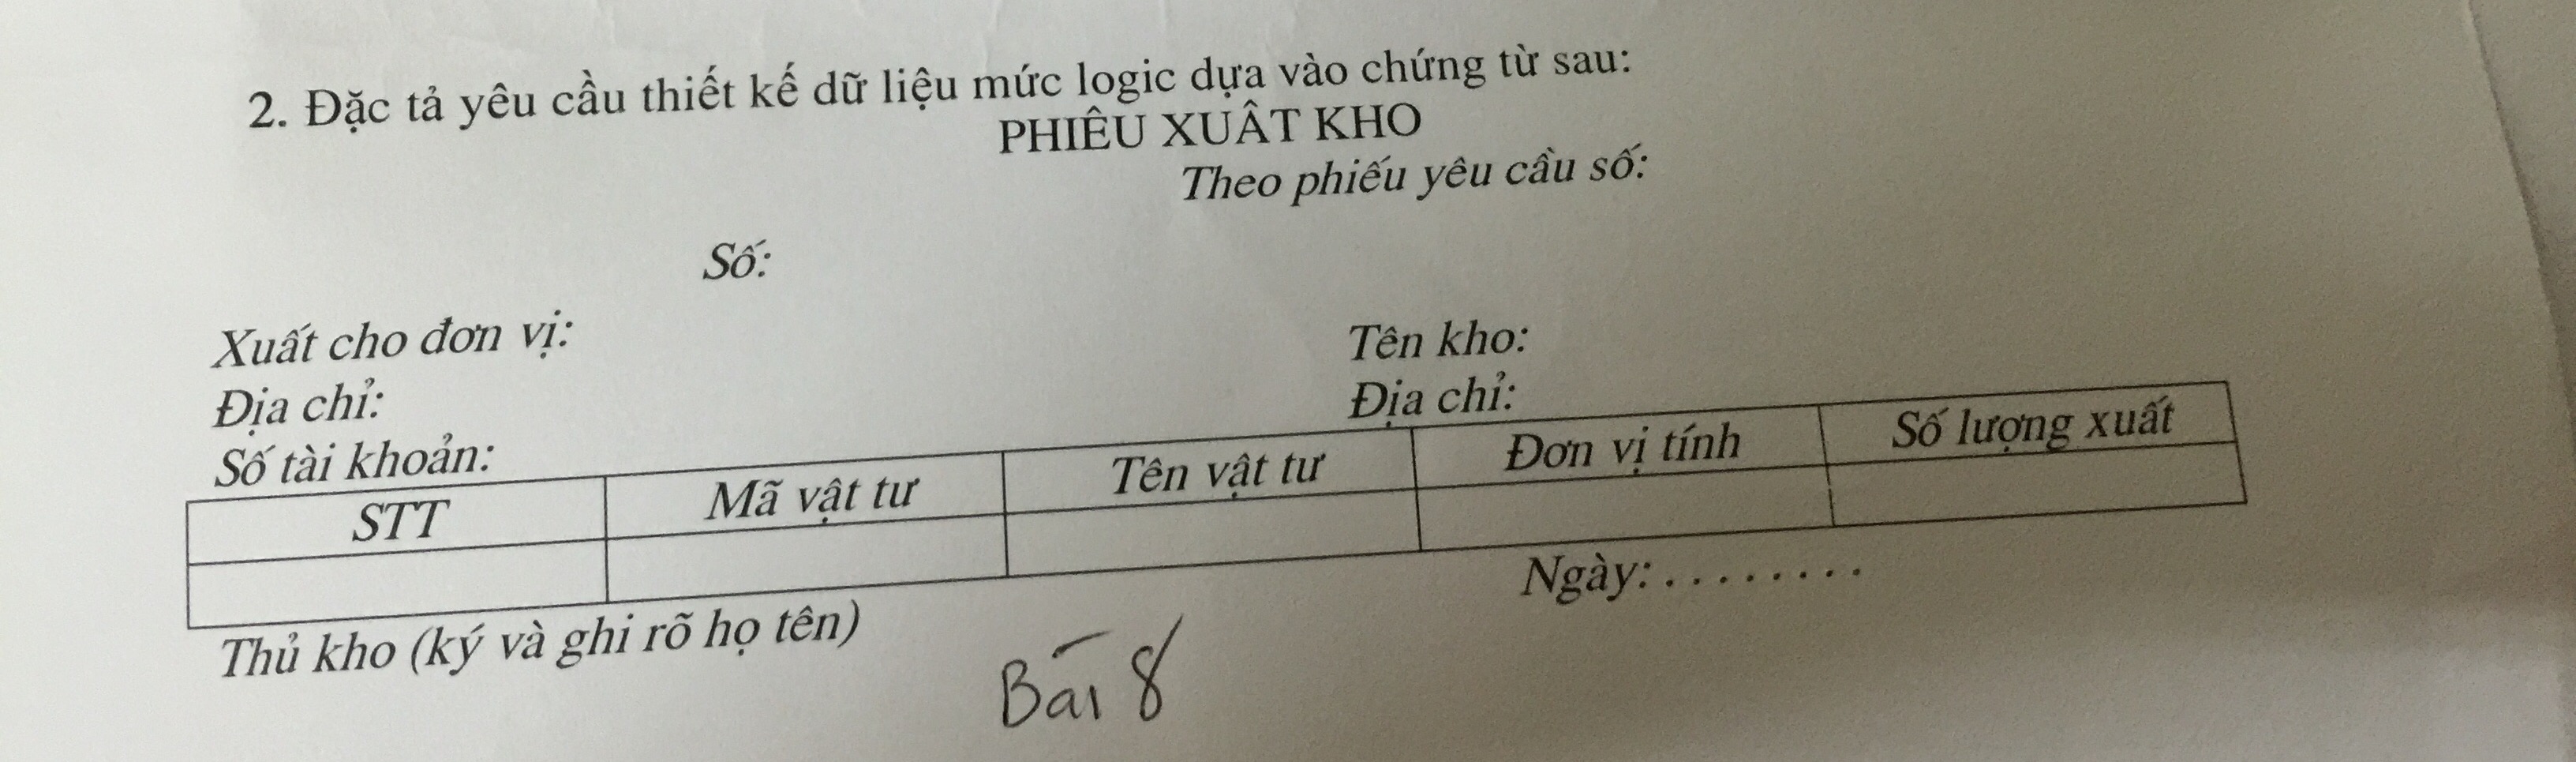 2. Đặc tả yêu cầu thiết kế dữ liệu mức logic dựa vào chứng từ sau:
PHIẾU XUẤT KHO
Theo phiếu yêu cầu số:
Số:
Xuất cho đơn vị: Tên kho:
Địa chỉ: Địa chỉ:
Số tài khoản:
STT Mã vật tư Tên vật tư Đơn vị tính Số lượng xuất
Ngày:........
Thủ kho (ký và ghi rõ họ tên)
Bài 8